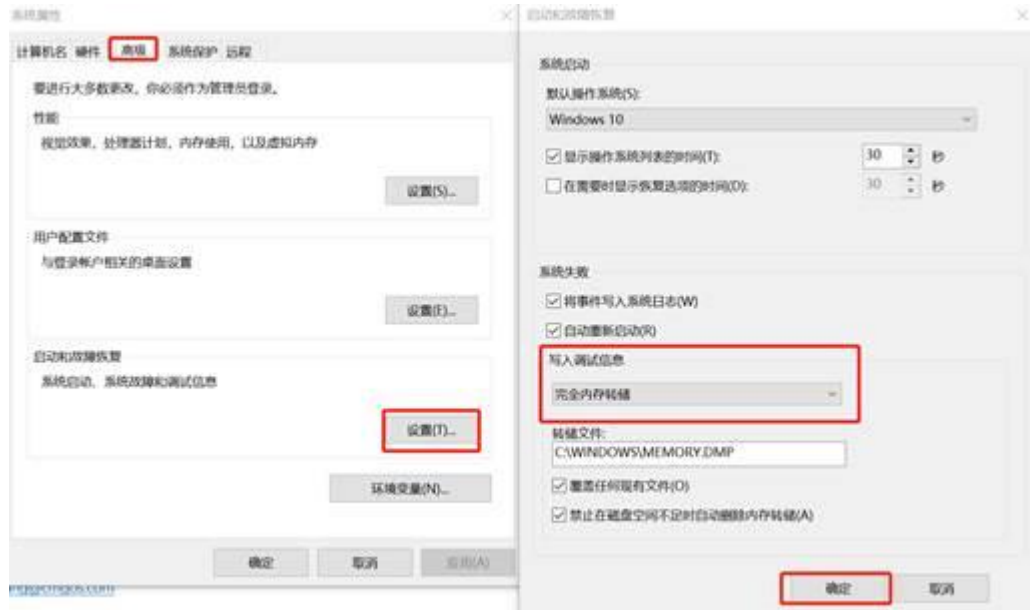 系统属性
计算机名 硬件 高级 系统保护 远程
要进行大多数更改，你必须作为管理员登录。
性能
视觉效果，处理器计划，内存使用，以及虚拟内存
设置(S)...
用户配置文件
与登录帐户相关的桌面设置
设置(E)...
启动和故障恢复
系统启动、系统故障和调试信息
设置(T)...
环境变量(N)...
确定 取消 应用(A)
启动和故障恢复
系统启动
默认操作系统(S):
Windows 10
显示操作系统列表的时间(T): 30 秒
在需要时显示恢复选项的时间(D): 30 秒
系统失败
将事件写入系统日志(W)
自动重新启动(R)
写入调试信息
完全内存转储
转储文件:
C:\WINDOWS\MEMORY.DMP
覆盖任何现有文件(O)
禁止在磁盘空间不足时自动删除内存转储(A)
确定 取消